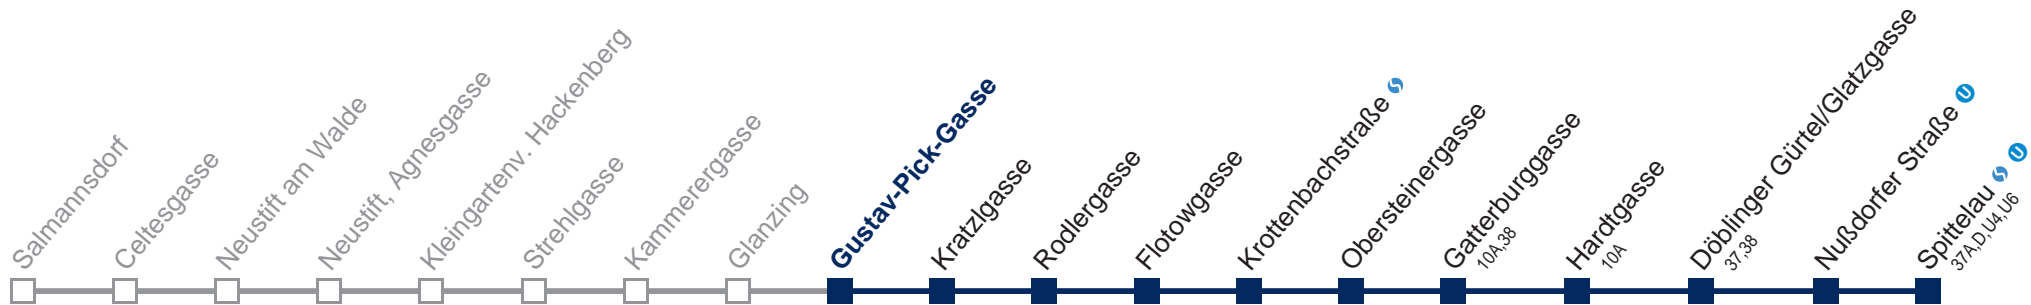 Salmannsdorf
Celtesgasse
Neustift am Walde
Neustift, Agnesgasse
Kleingartenv. Hackenberg
Strehlgasse
Kammerergasse
Glanzing
Gustav-Pick-Gasse
Kratzlgasse
Rodlergasse
Flotowgasse
Krottenbachstraße S
Obersteinergasse
Gatterburggasse
10A,38
Hardtgasse
10A
Döblinger Gürtel/Glatzgasse
37,38
Nußdorfer Straße U
Spittelau S U
37A,D,U4,U6